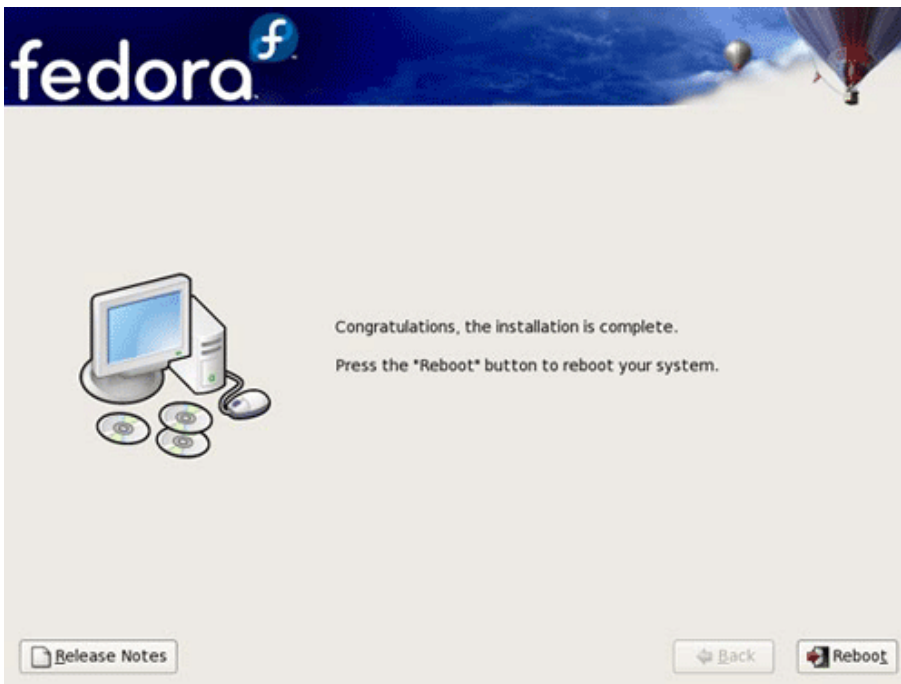 fedora
Congratulations, the installation is complete.
Press the "Reboot" button to reboot your system.
Release Notes
Back
Reboot